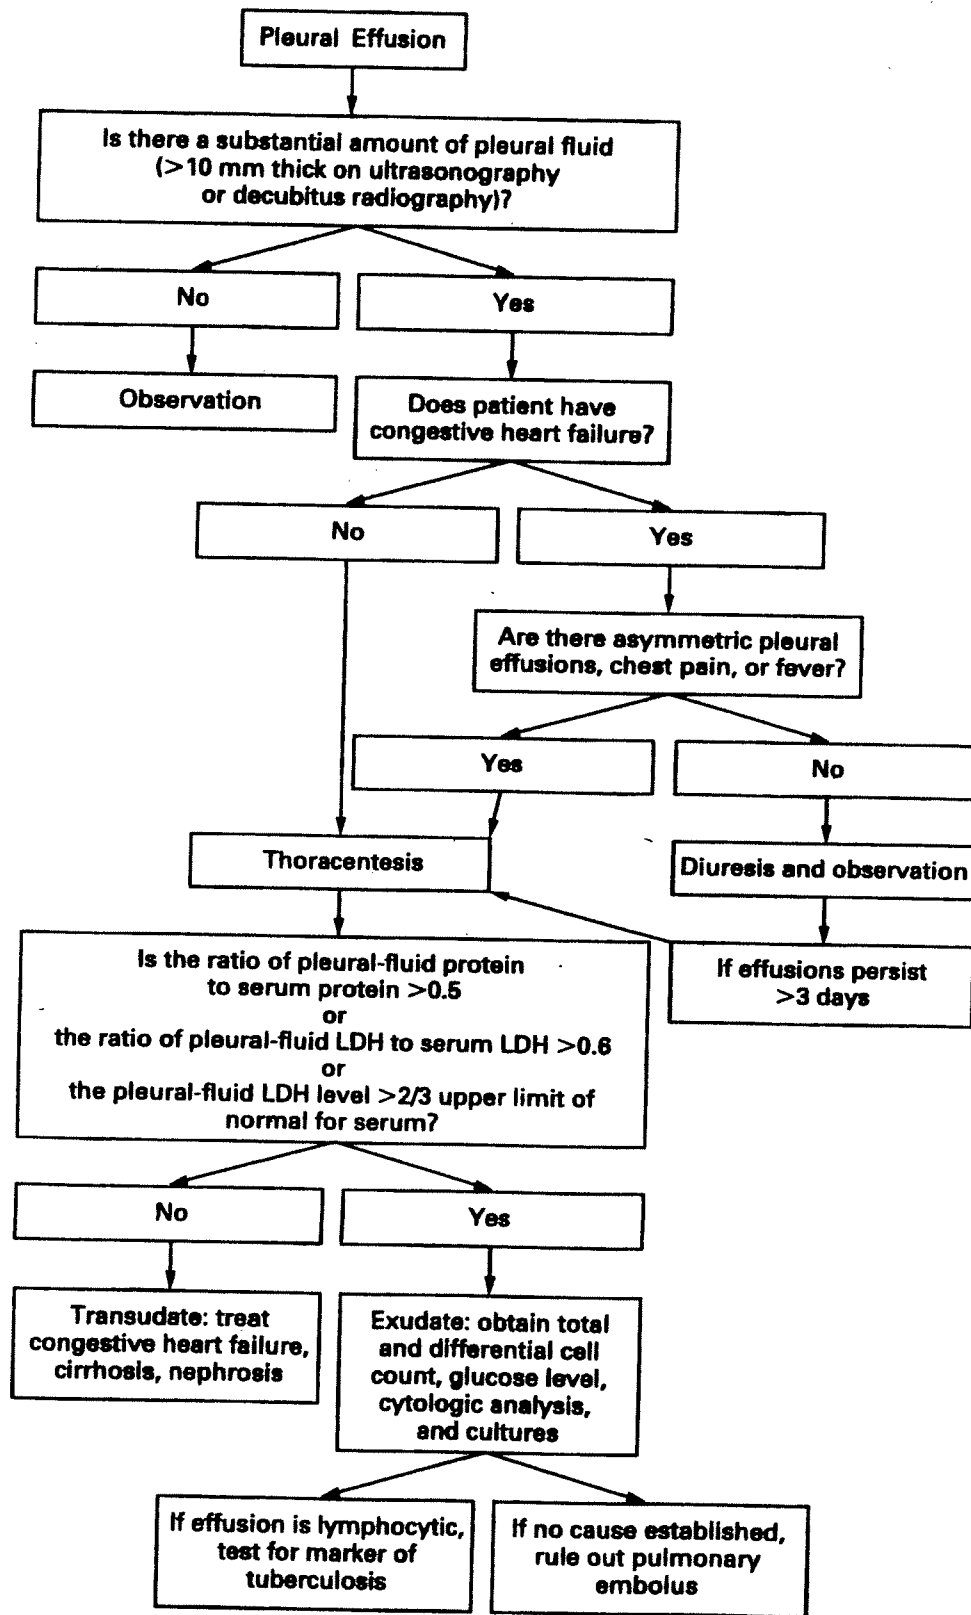 Pleural Effusion
Is there a substantial amount of pleural fluid
(>10 mm thick on ultrasonography
or decubitus radiography)?
No
Yes
Observation
Does patient have
congestive heart failure?
No
Yes
Are there asymmetric pleural
effusions, chest pain, or fever?
Yes
No
Thoracentesis
Diuresis and observation
If effusions persist
>3 days
Is the ratio of pleural-fluid protein
to serum protein >0.5
or
the ratio of pleural-fluid LDH to serum LDH >0.6
or
the pleural-fluid LDH level >2/3 upper limit of
normal for serum?
No
Yes
Transudate: treat
congestive heart failure,
cirrhosis, nephrosis
Exudate: obtain total
and differential cell
count, glucose level,
cytologic analysis,
and cultures
If effusion is lymphocytic,
test for marker of
tuberculosis
If no cause established,
rule out pulmonary
embolus